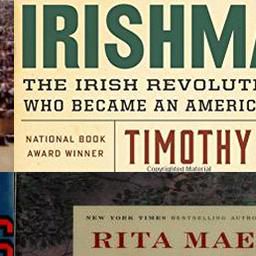 IRISHMA
THE IRISH REVOLUTI
WHO BECAME AN AMERIC
NATIONAL BOOK
AWARD WINNER
TIMOTHY
Copyrighted Material
NEW YORK TIMES BESTSELLING AUTHO
RITA MAE